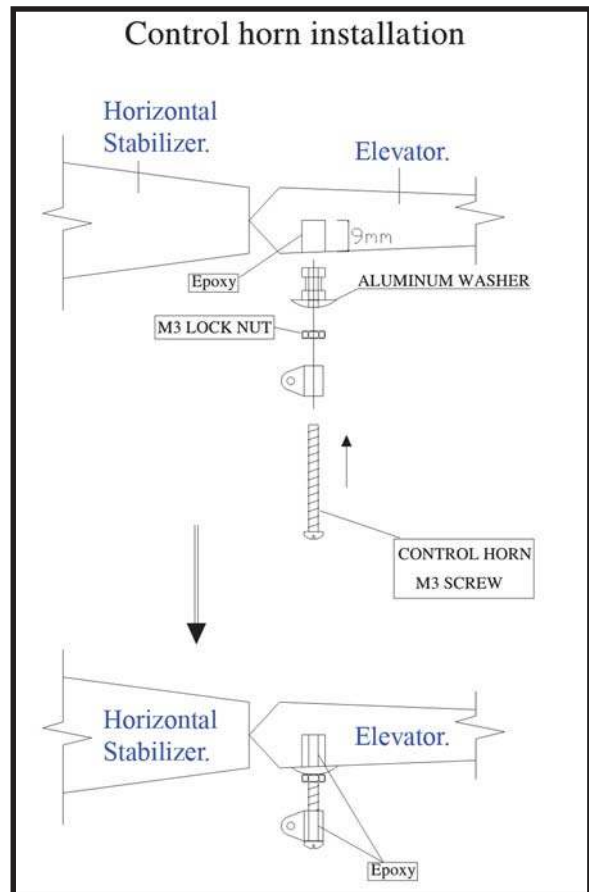 Control horn installation
Horizontal
Stabilizer.
Elevator.
9mm
Epoxy
ALUMINUM WASHER
M3 LOCK NUT
CONTROL HORN
M3 SCREW
Horizontal
Stabilizer.
Elevator.
Epoxy